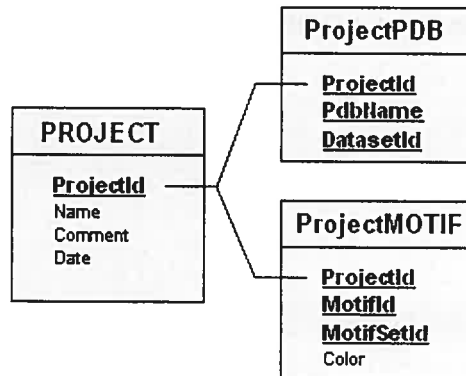 PROJECT
ProjectId
Name
Comment
Date
ProjectPDB
ProjectId
PdbName
DatasetId
ProjectMOTIF
ProjectId
MotifId
MotifSetId
Color